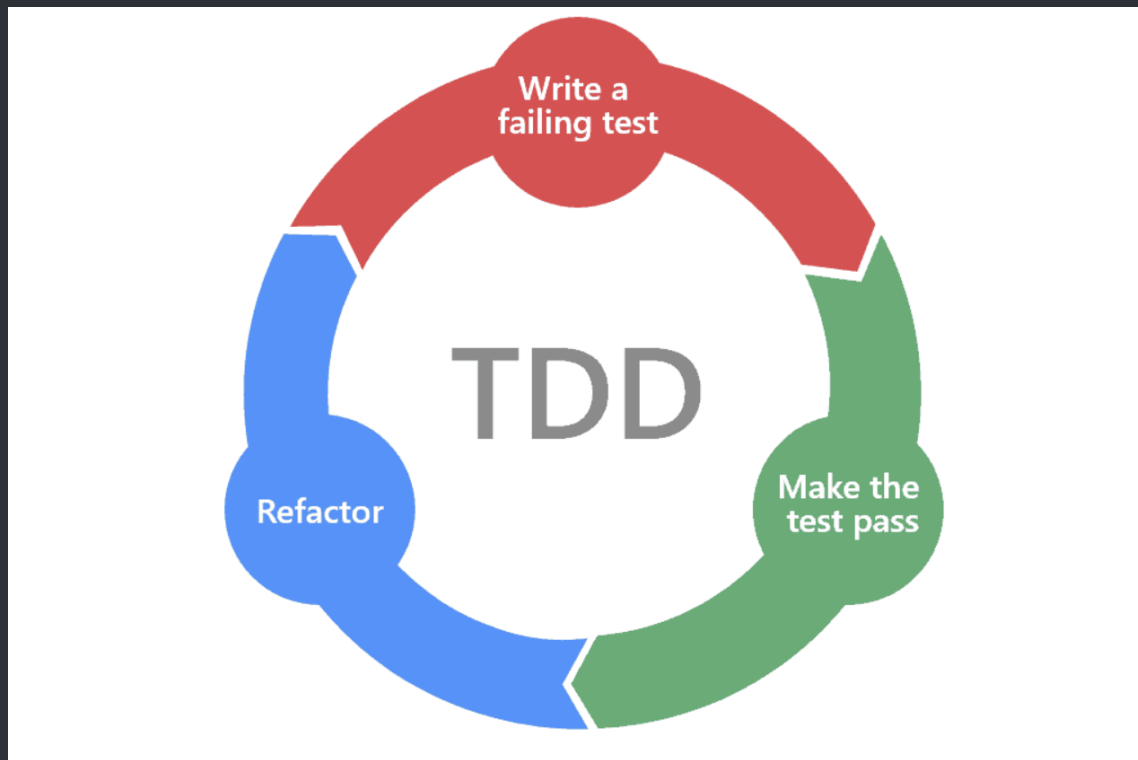 Write a
failing test
TDD
Make the
test pass
Refactor